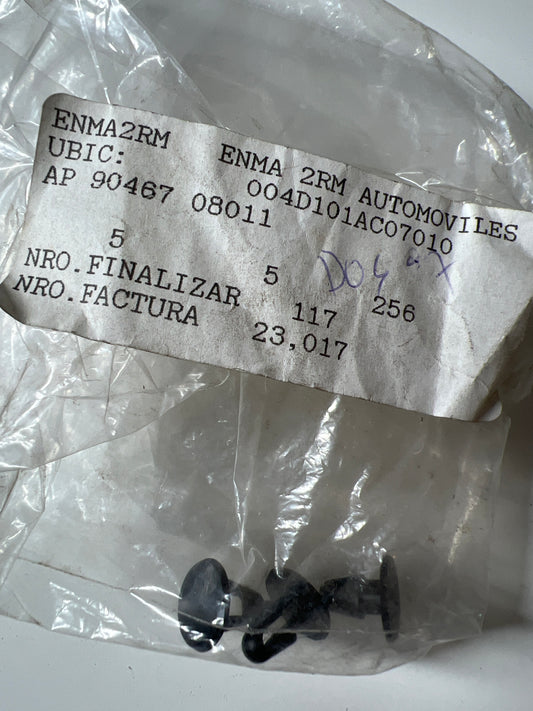 ENMA2RM ENMA 2RM AUTOMOVILES
UBIC: 004D101AC07010
AP 90467 08011
5 5 D04
NRO.FINALIZAR 117 256
NRO.FACTURA 23,017